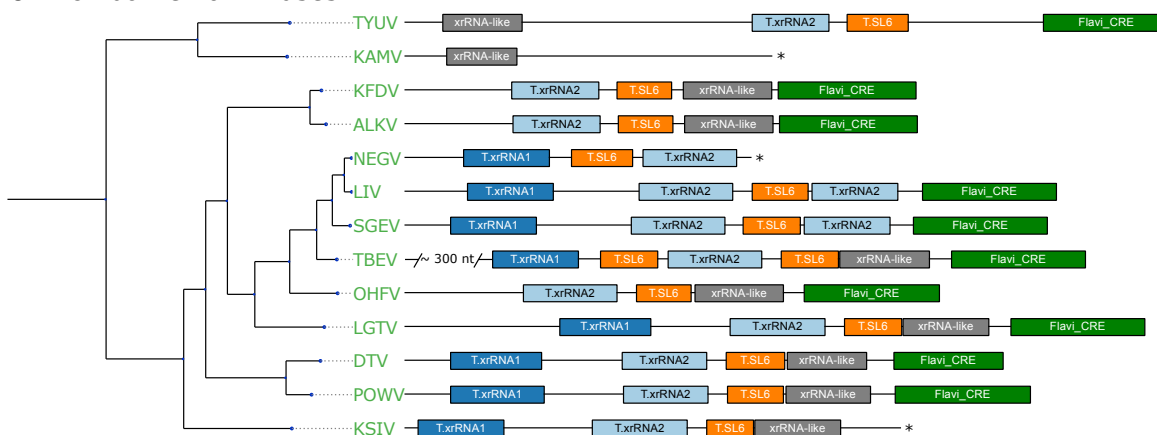 TYUV xrRNA-like T.xrRNA2 T.SL6 Flavi_CRE
KAMV xrRNA-like *
KFDV T.xrRNA2 T.SL6 xrRNA-like Flavi_CRE
ALKV T.xrRNA2 T.SL6 xrRNA-like Flavi_CRE
NEGV T.xrRNA1 T.SL6 T.xrRNA2 *
LIV T.xrRNA1 T.xrRNA2 T.SL6 T.xrRNA2 Flavi_CRE
SGEV T.xrRNA1 T.xrRNA2 T.SL6 T.xrRNA2 Flavi_CRE
TBEV ~ 300 nt T.xrRNA1 T.SL6 T.xrRNA2 T.SL6 xrRNA-like Flavi_CRE
OHFV T.xrRNA2 T.SL6 xrRNA-like Flavi_CRE
LGTV T.xrRNA1 T.xrRNA2 T.SL6 xrRNA-like Flavi_CRE
DTV T.xrRNA1 T.xrRNA2 T.SL6 xrRNA-like Flavi_CRE
POWV T.xrRNA1 T.xrRNA2 T.SL6 xrRNA-like Flavi_CRE
KSIV T.xrRNA1 T.xrRNA2 T.SL6 xrRNA-like *